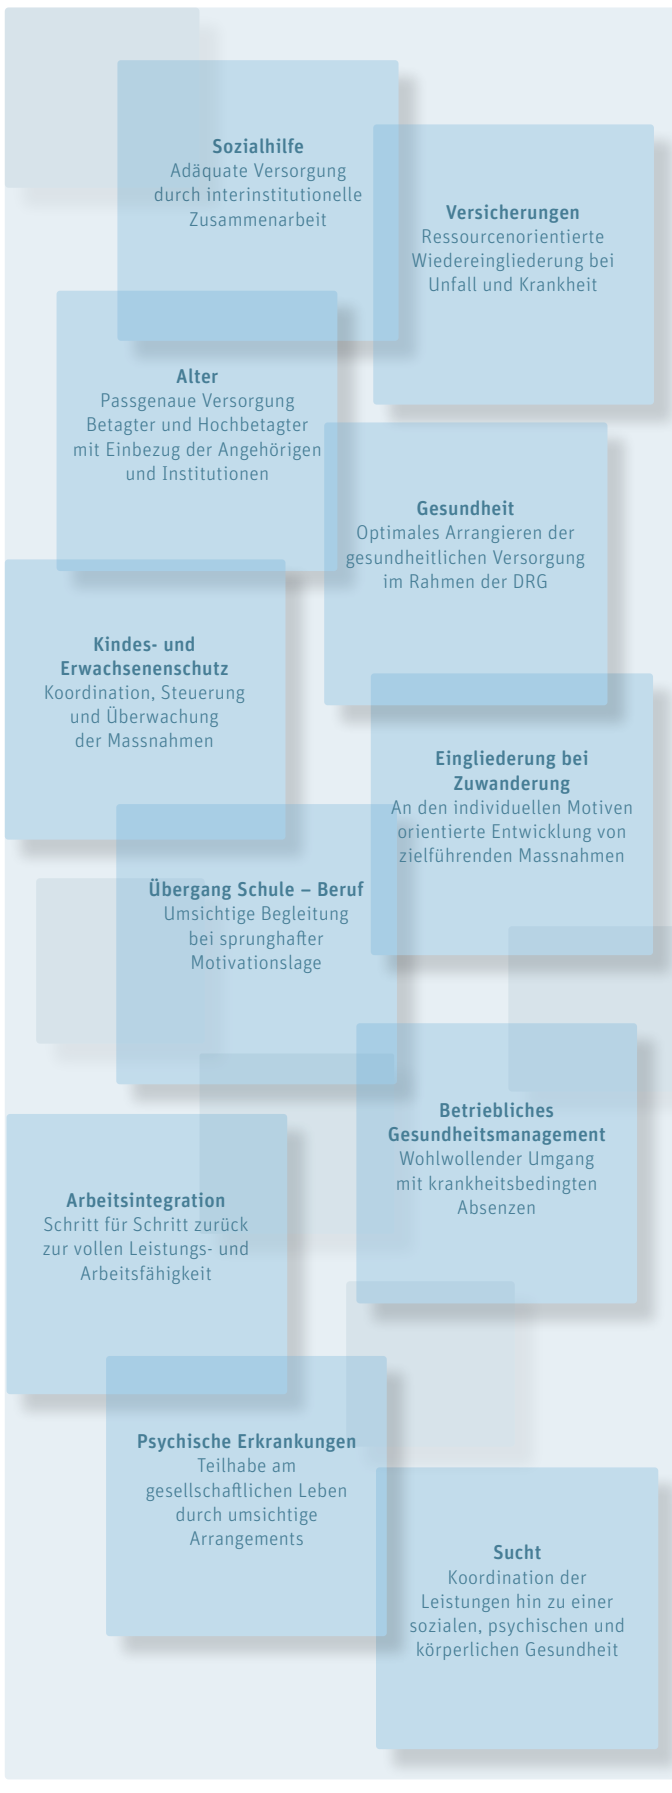 Sozialhilfe
Adäquate Versorgung
durch interinstitutionelle
Zusammenarbeit
Versicherungen
Ressourcenorientierte
Wiedereingliederung bei
Unfall und Krankheit
Alter
Passgenaue Versorgung
Betagter und Hochbetagter
mit Einbezug der Angehörigen
und Institutionen
Gesundheit
Optimales Arrangieren der
gesundheitlichen Versorgung
im Rahmen der DRG
Kindes- und
Erwachsenenschutz
Koordination, Steuerung
und Überwachung
der Massnahmen
Eingliederung bei
Zuwanderung
An den individuellen Motiven
orientierte Entwicklung von
zielführenden Massnahmen
Übergang Schule – Beruf
Umsichtige Begleitung
bei sprunghafter
Motivationslage
Betriebliches
Gesundheitsmanagement
Wohlwollender Umgang
mit krankheitsbedingten
Absenzen
Arbeitsintegration
Schritt für Schritt zurück
zur vollen Leistungs- und
Arbeitsfähigkeit
Psychische Erkrankungen
Teilhabe am
gesellschaftlichen Leben
durch umsichtige
Arrangements
Sucht
Koordination der
Leistungen hin zu einer
sozialen, psychischen und
körperlichen Gesundheit